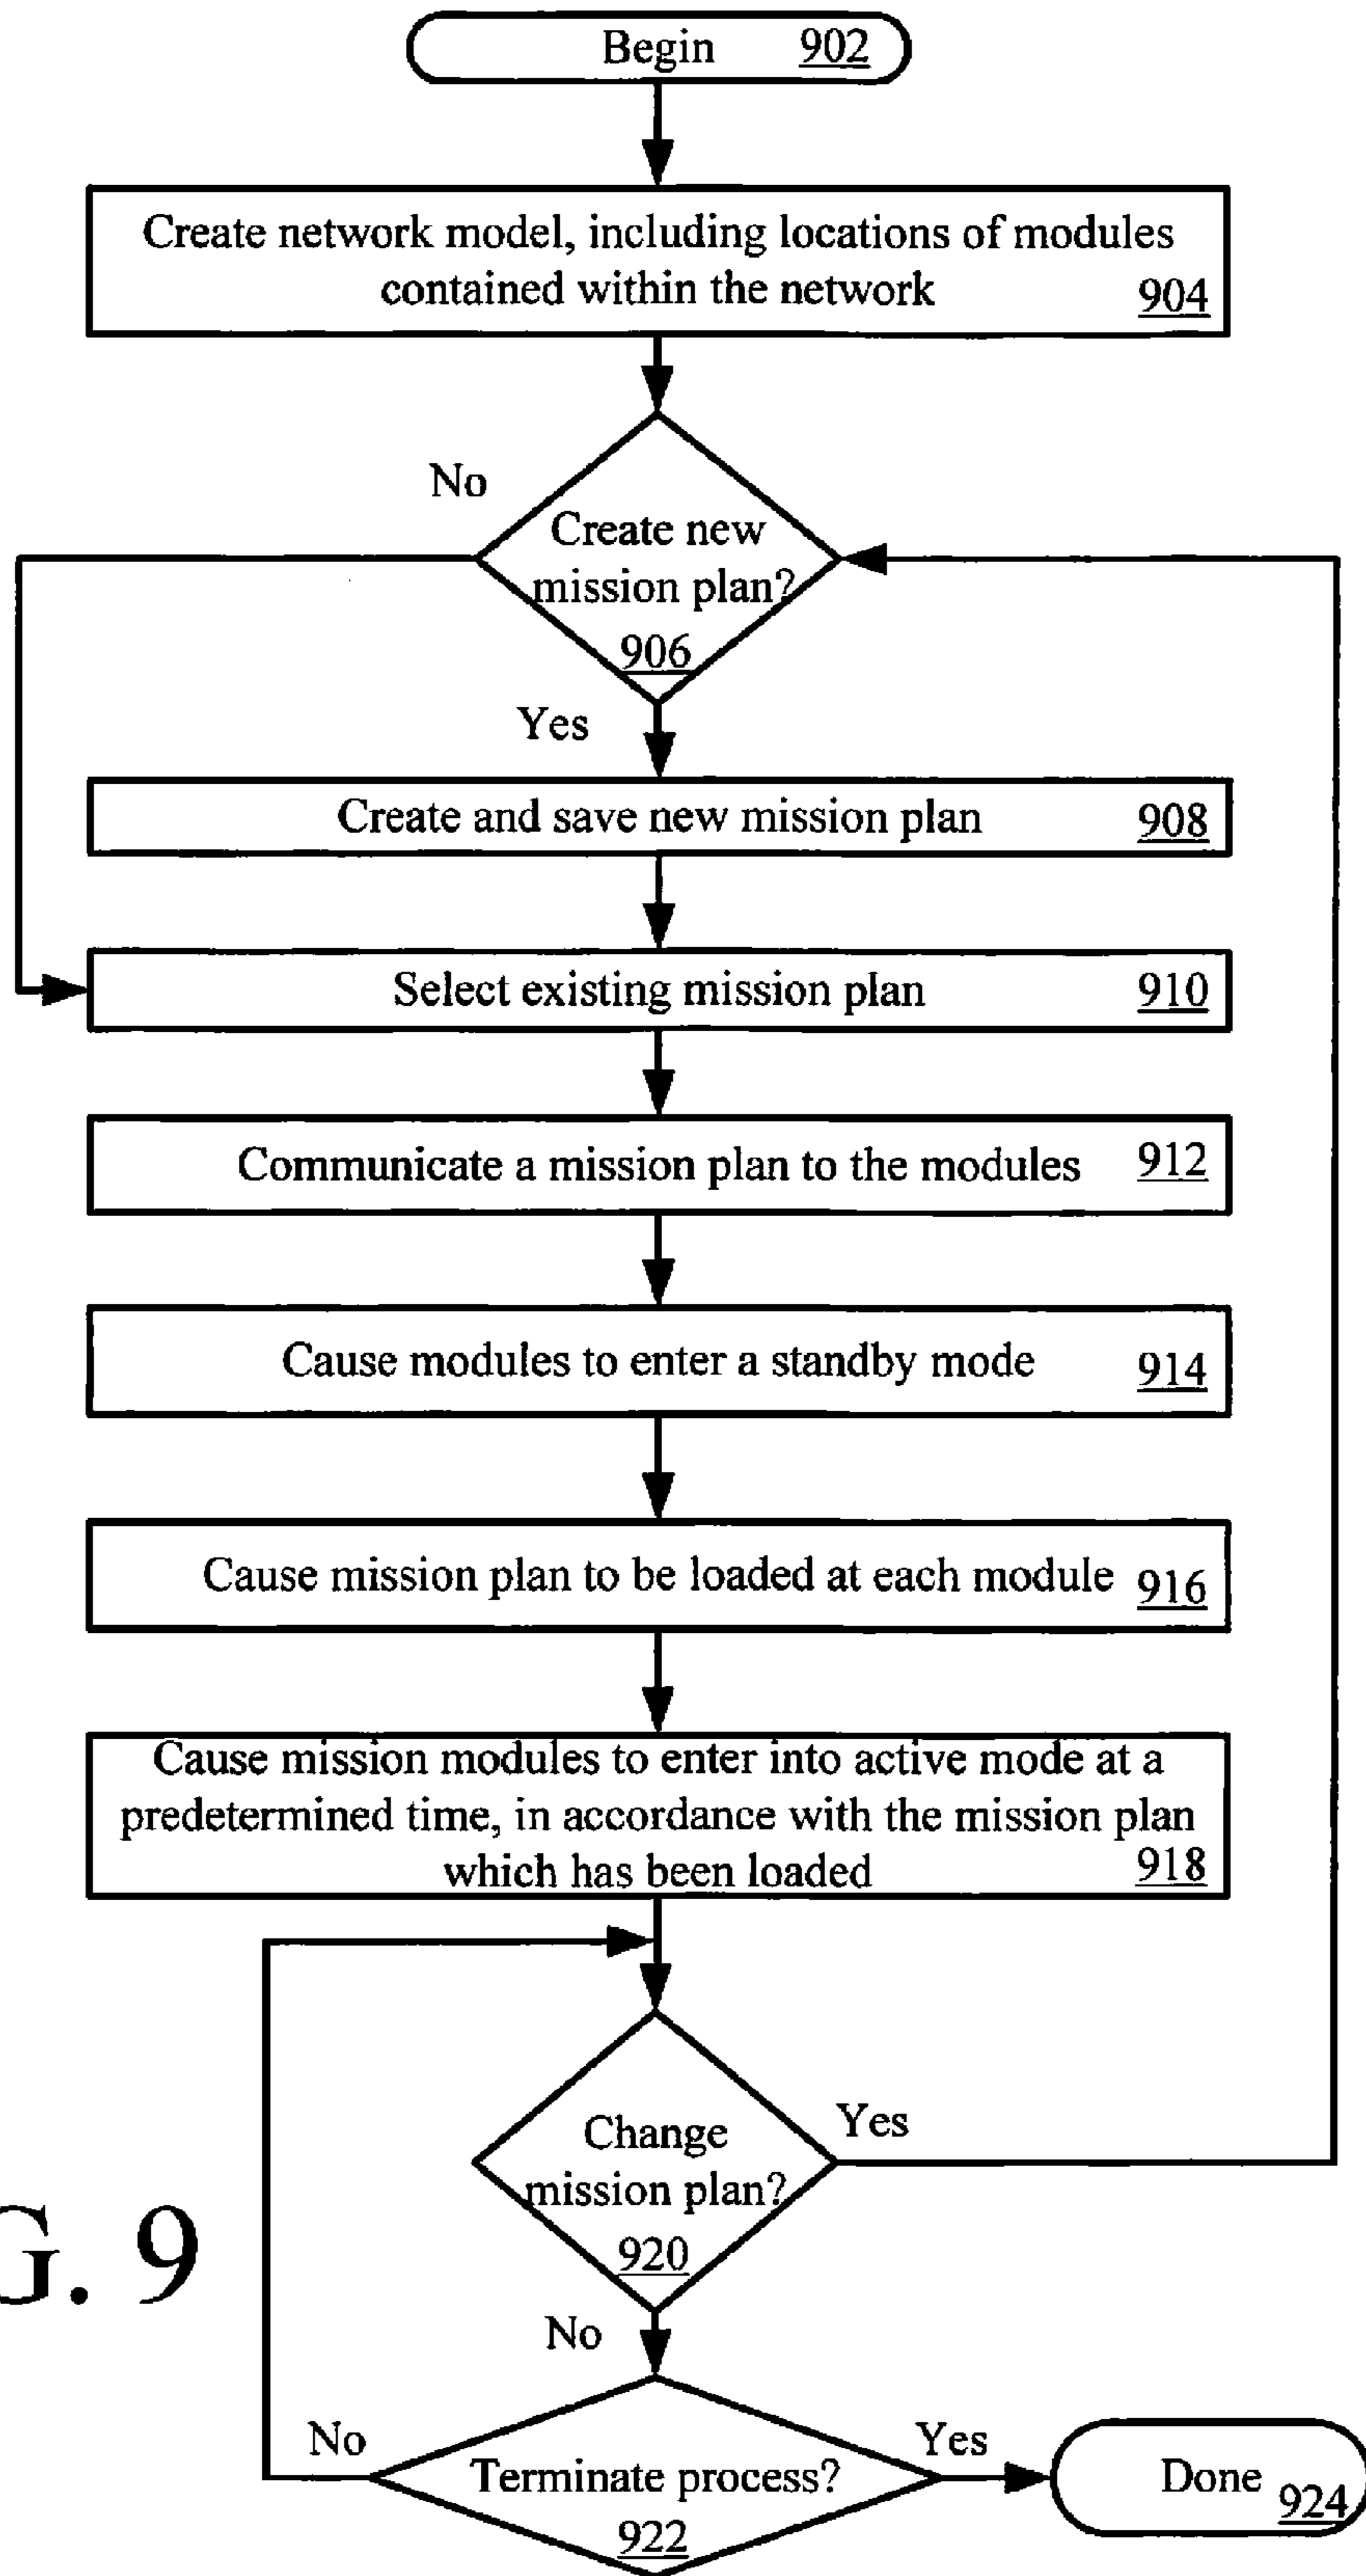 Begin 902
Create network model, including locations of modules
contained within the network 904
No
Create new
mission plan?
906
Yes
Create and save new mission plan 908
Select existing mission plan 910
Communicate a mission plan to the modules 912
Cause modules to enter a standby mode 914
Cause mission plan to be loaded at each module 916
Cause mission modules to enter into active mode at a
predetermined time, in accordance with the mission plan
which has been loaded 918
Change
mission plan?
920
Yes
No
G. 9
No
Terminate process?
922
Yes
Done 924